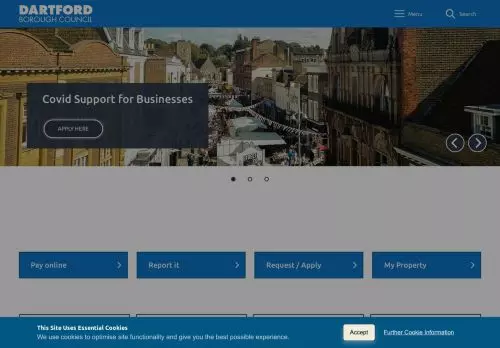 DARTFORD
BOROUGH COUNCIL
Menu
Search
Covid Support for Businesses
APPLY HERE
Pay online
Report it
Request / Apply
My Property
This Site Uses Essential Cookies
We use cookies to optimise site functionality and give you the best possible experience.
Accept
Further Cookie Information